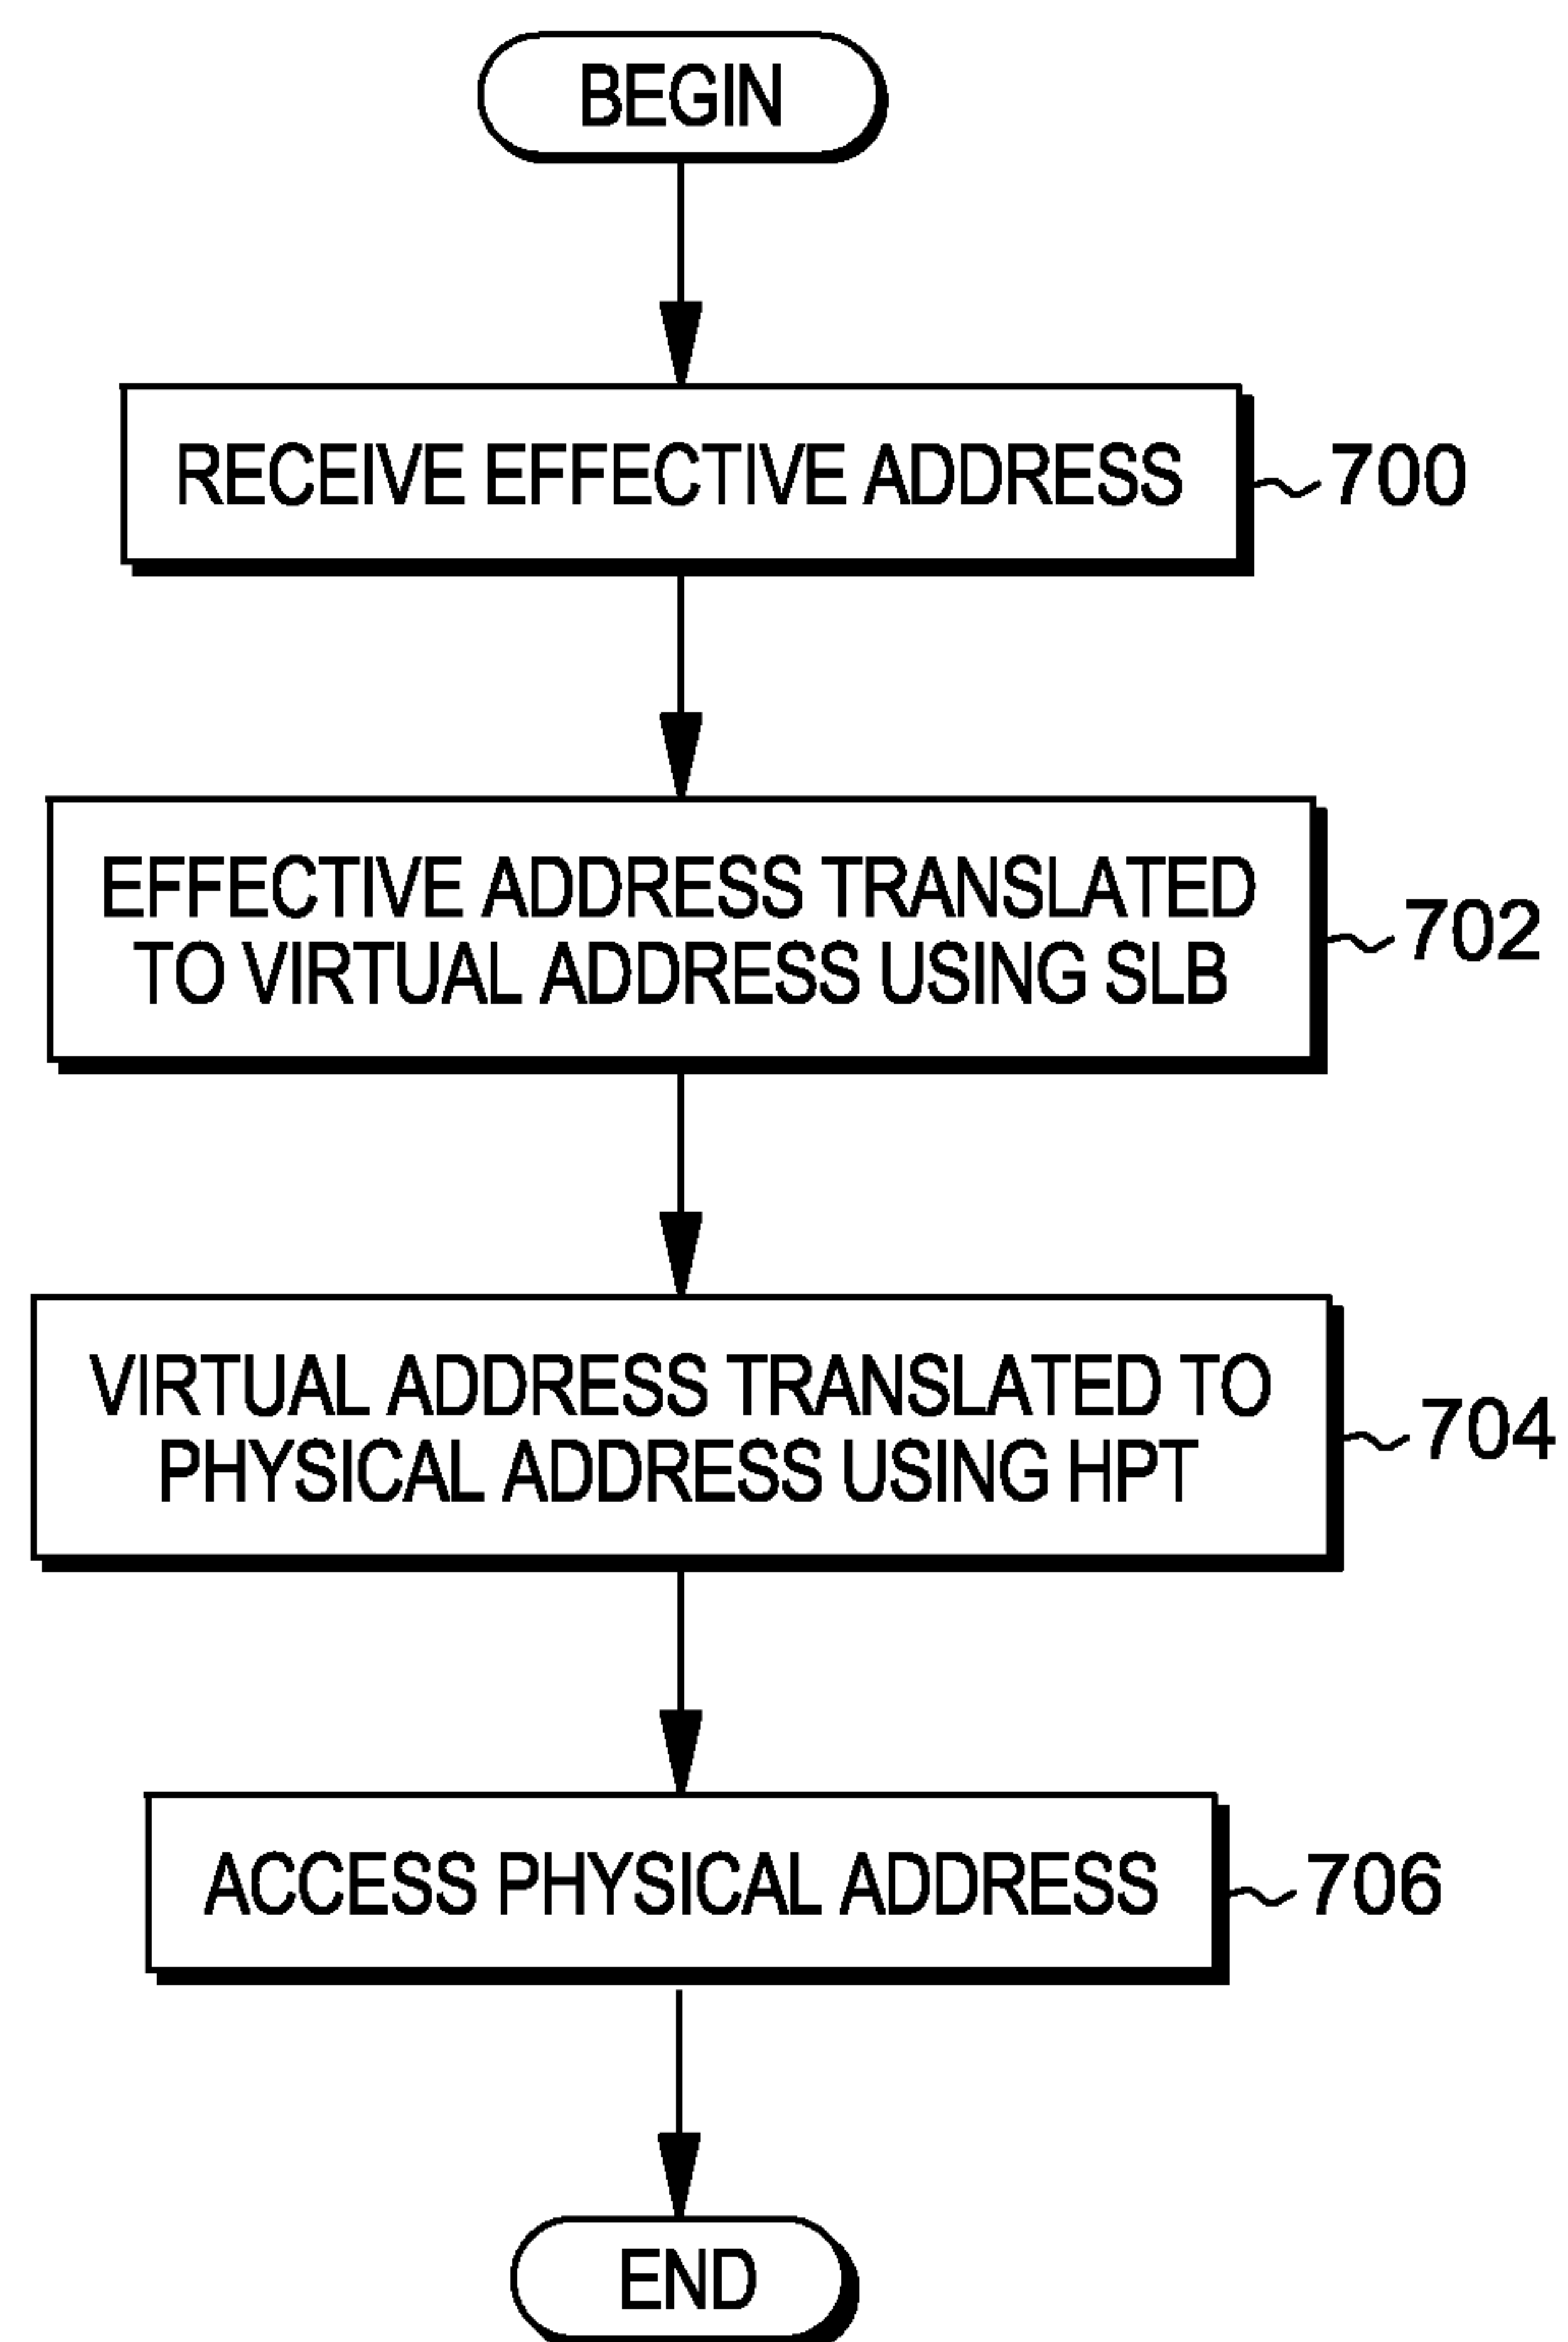 BEGIN
RECEIVE EFFECTIVE ADDRESS
700
EFFECTIVE ADDRESS TRANSLATED
TO VIRTUAL ADDRESS USING SLB
702
VIRTUAL ADDRESS TRANSLATED TO
PHYSICAL ADDRESS USING HPT
704
ACCESS PHYSICAL ADDRESS
706
END